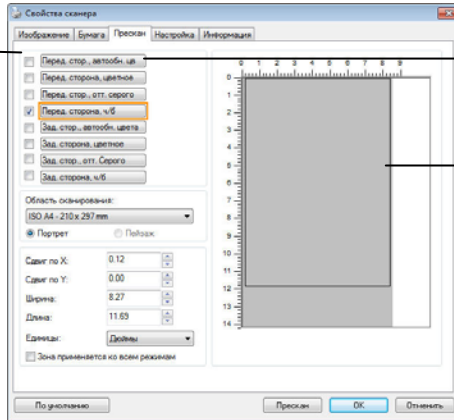 Свойства сканера
Изображение Бумага Прескан Настройка Информация
Перед. стор., автообн. цв
Перед. сторона, цветное
Перед. стор., отт. серого
Перед. сторона, ч/б
Зад. стор., автообн. цвета
Зад. сторона, цветное
Зад. стор., отт. Серого
Зад. сторона, ч/б
Область сканирования:
ISO A4 - 210 x 297 mm
Портрет Пейзаж
Сдвиг по X: 0.12
Сдвиг по Y: 0.00
Ширина: 8.27
Длина: 11.69
Единицы: Дюймы
Зона применяется ко всем режимам
0 1 2 3 4 5 6 7 8 9
0
1
2
3
4
5
6
7
8
9
10
11
12
13
14
По умолчанию Прескан OK Отменить